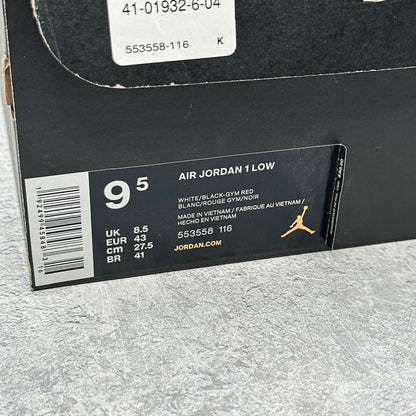 41-01932-6-04
553558-116 K
9 5
AIR JORDAN 1 LOW
WHITE/BLACK-GYM RED
BLANC/ROUGE GYM/NOIR
MADE IN VIETNAM / FABRIQUE AU VIETNAM /
HECHO EN VIETNAM
553558 116
JORDAN.COM
UK 8.5
EUR 43
cm 27.5
BR 41